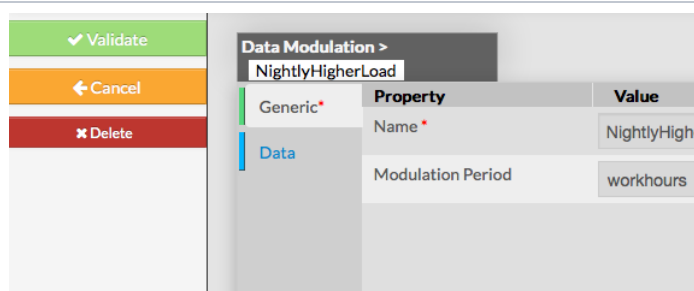 Validate
Cancel
Delete
Data Modulation >
NightlyHigherLoad
Generic*
Data
Property Value
Name* NightlyHigh
Modulation Period workhours